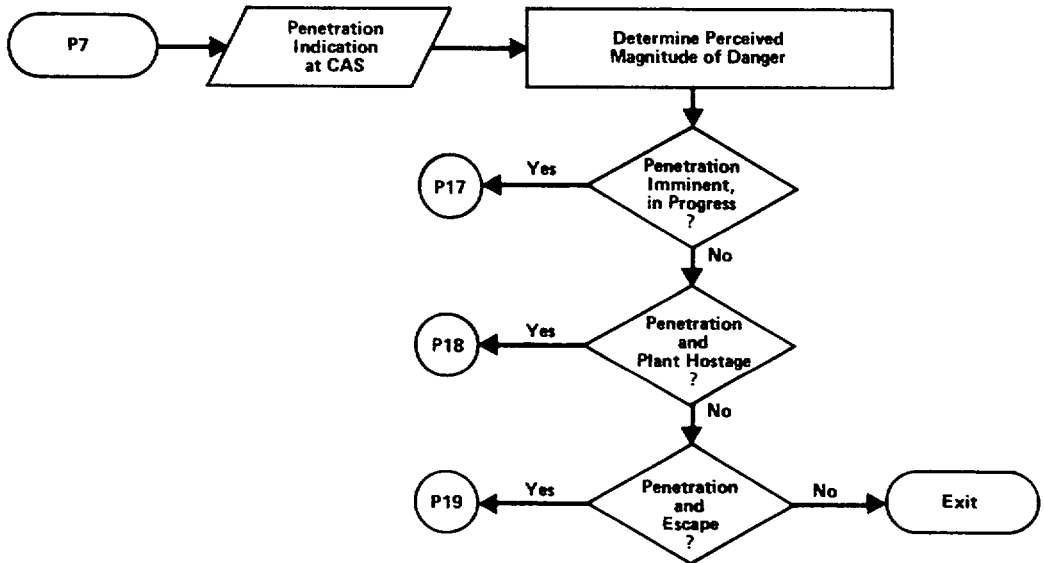 P7
Penetration
Indication
at CAS
Determine Perceived
Magnitude of Danger
Penetration
Imminent,
in Progress
?
Yes
P17
No
Penetration
and
Plant Hostage
?
Yes
P18
No
Penetration
and
Escape
?
Yes
P19
No
Exit